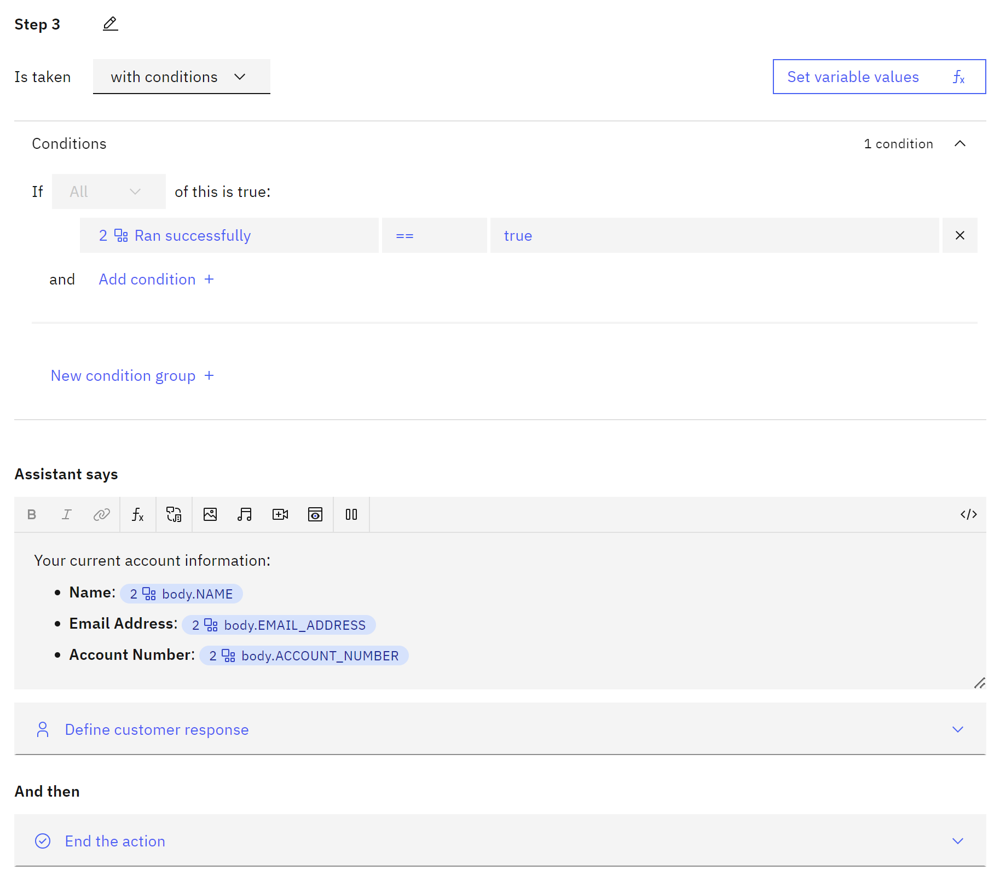 Step 3
Is taken with conditions Set variable values fx
Conditions 1 condition
If All of this is true:
2 Ran successfully == true
and Add condition +
New condition group +
Assistant says
B I fx </>
Your current account information:
• Name: 2 body.NAME
• Email Address: 2 body.EMAIL_ADDRESS
• Account Number: 2 body.ACCOUNT_NUMBER
Define customer response
And then
End the action